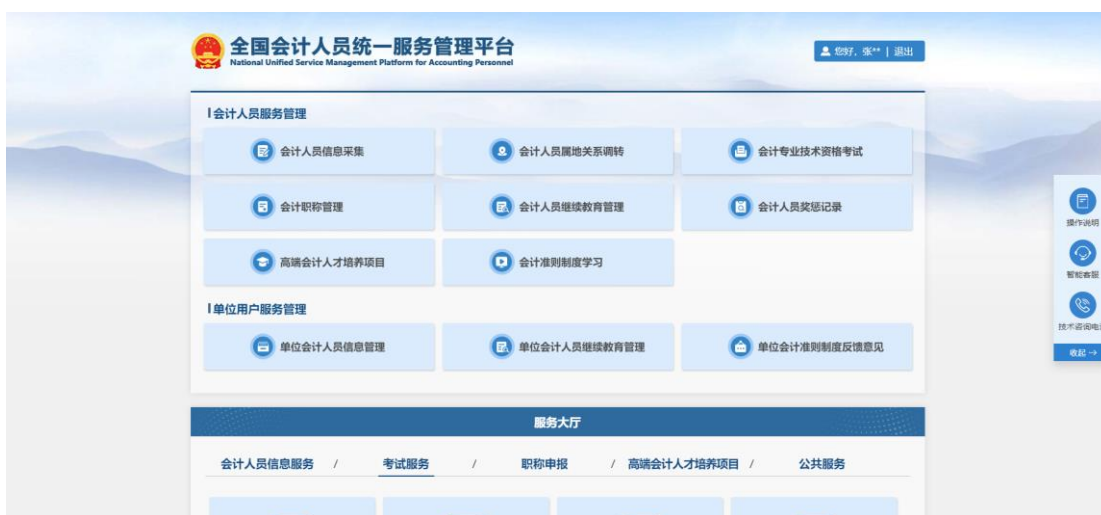 全国会计人员统一服务管理平台
National Unified Service Management Platform for Accounting Personnel
您好，张** | 退出
会计人员服务管理
会计人员信息采集
会计人员属地关系调转
会计专业技术资格考试
会计职称管理
会计人员继续教育管理
会计人员奖惩记录
高端会计人才培养项目
会计准则制度学习
单位用户服务管理
单位会计人员信息管理
单位会计人员继续教育管理
单位会计准则制度反馈意见
操作说明
智能客服
技术咨询电
收起 →
服务大厅
会计人员信息服务 / 考试服务 / 职称申报 / 高端会计人才培养项目 / 公共服务